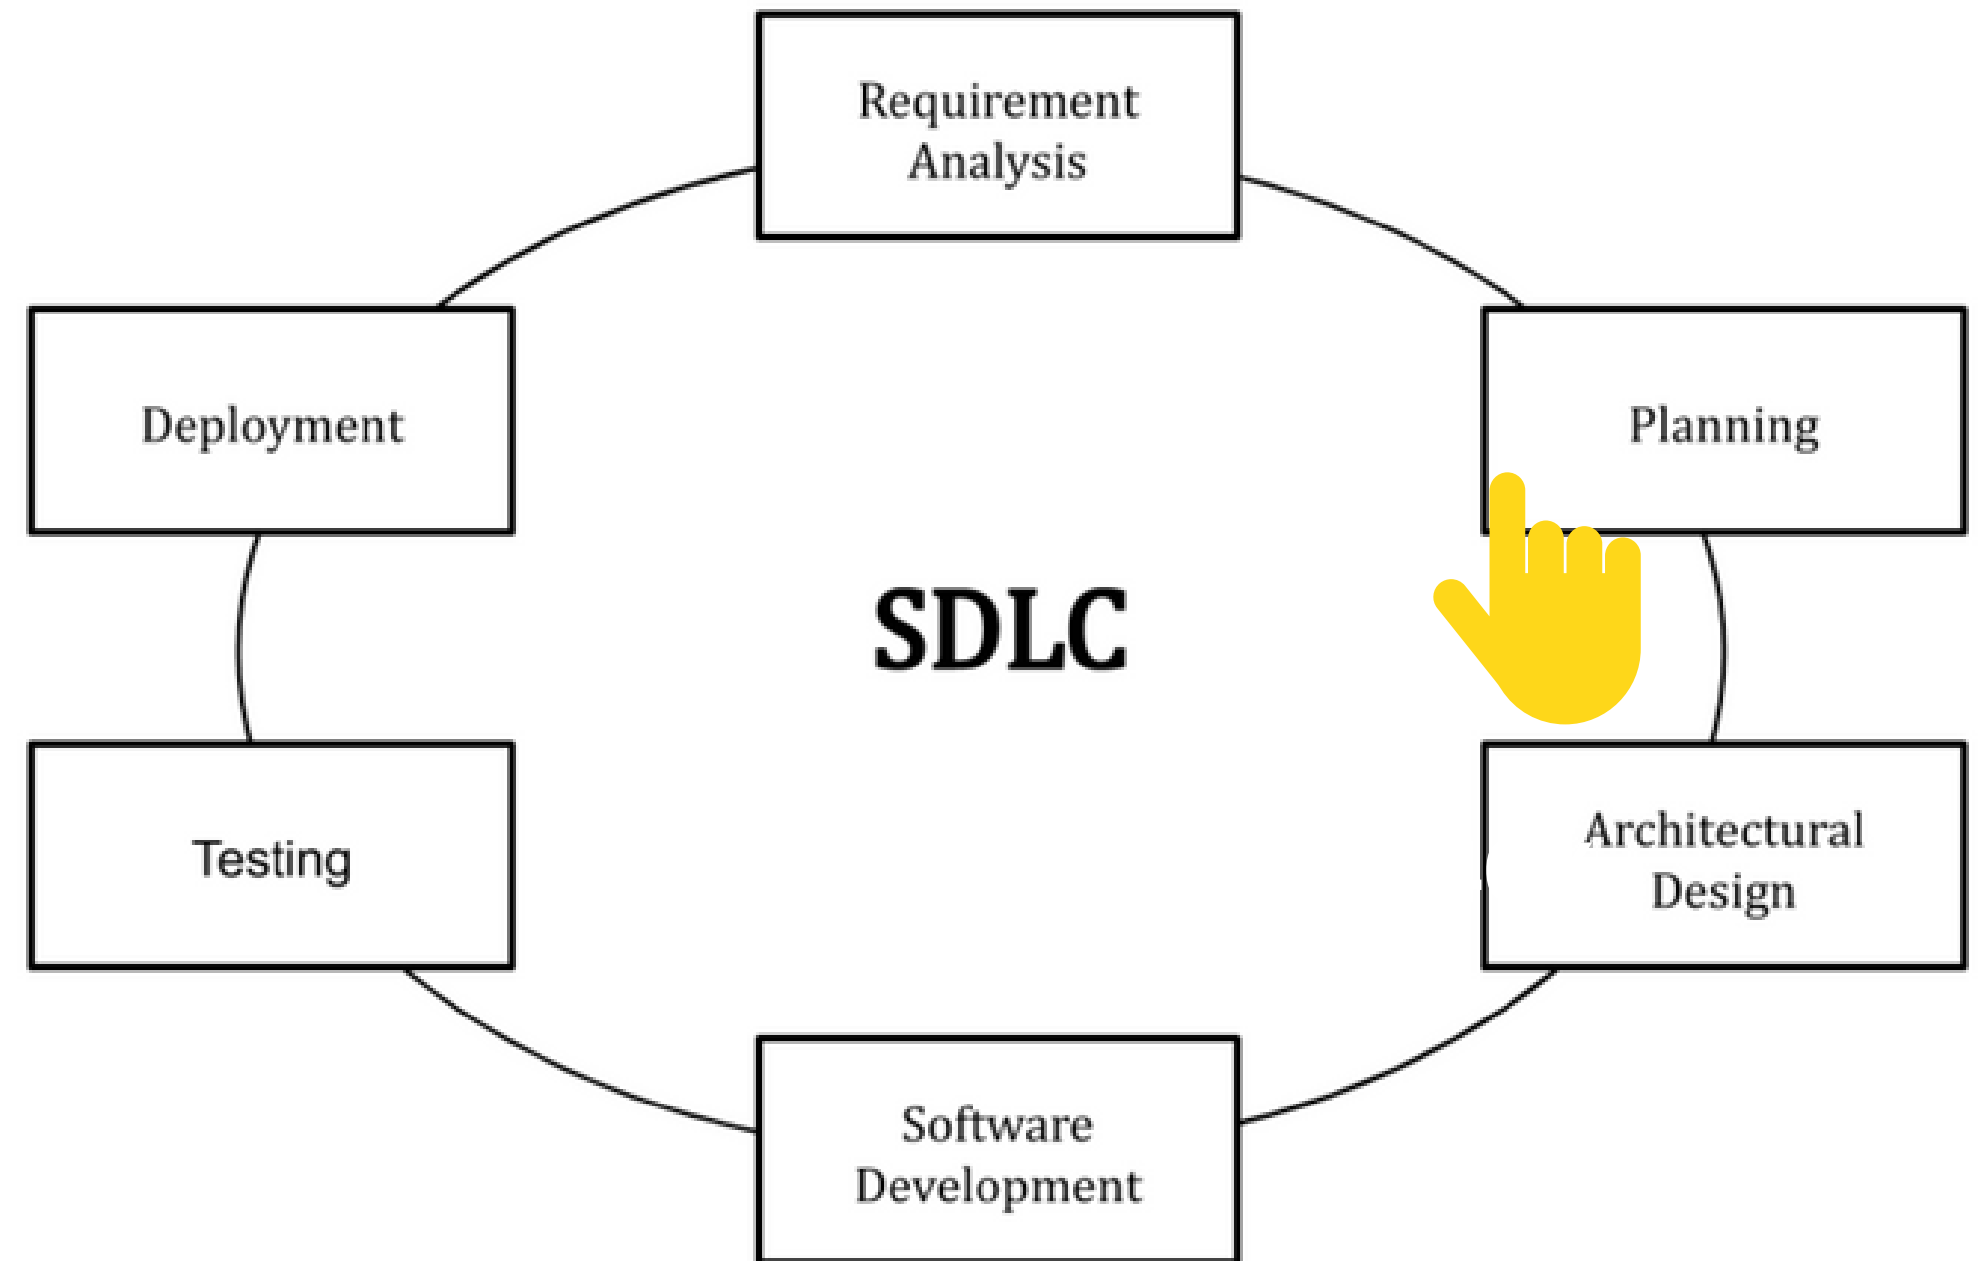 Requirement
Analysis
Deployment
Planning
SDLC
Testing
Architectural
Design
Software
Development